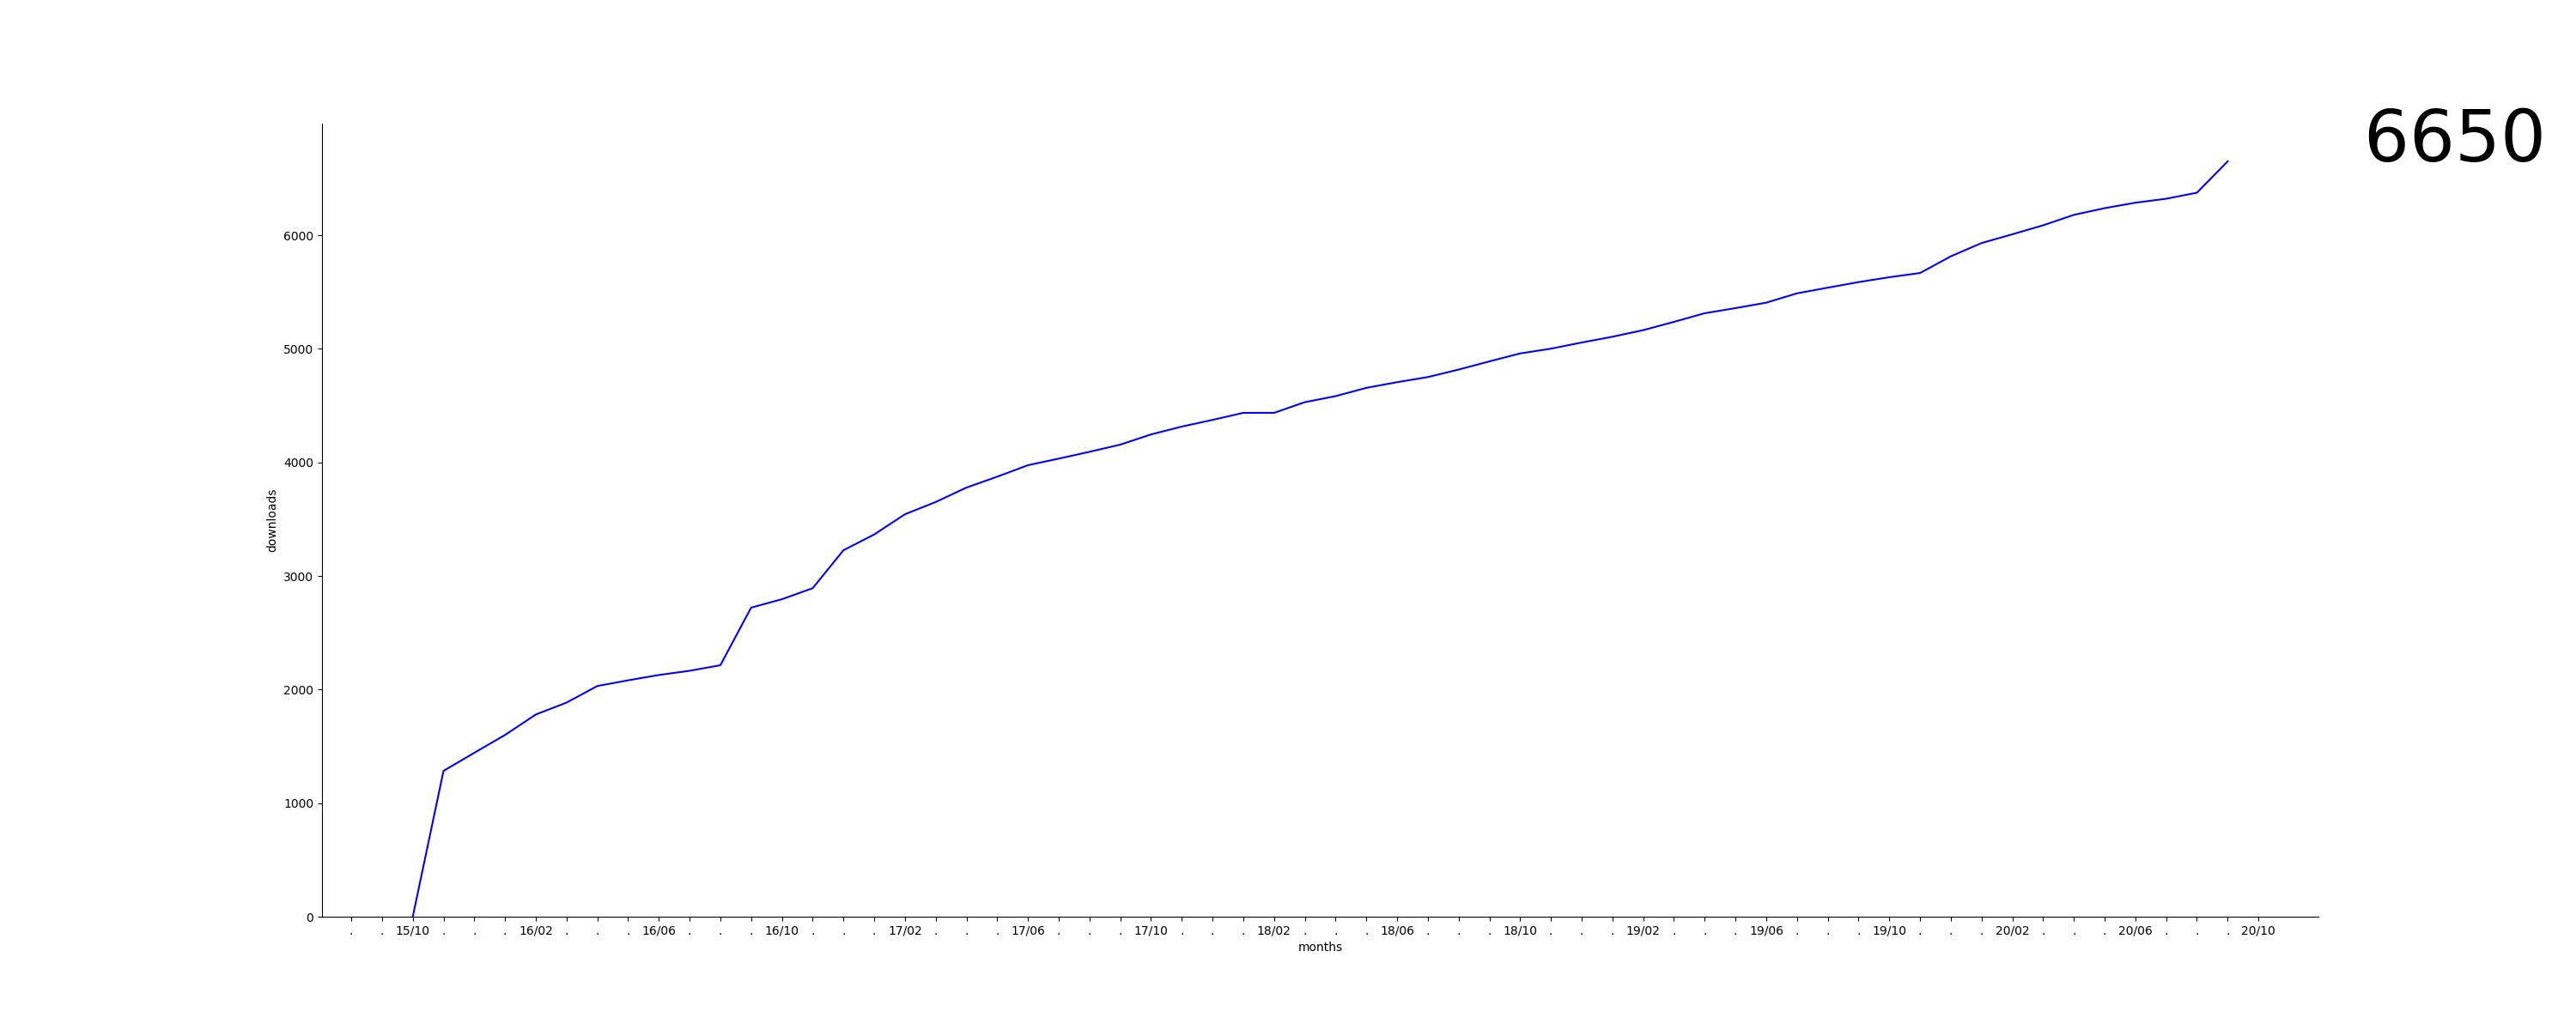 6650
6000
5000
4000
3000
2000
1000
0
downloads
. . 15/10 . . . 16/02 . . . 16/06 . . . 16/10 . . . 17/02 . . . 17/06 . . . 17/10 . . . 18/02 . . . 18/06 . . . 18/10 . . . 19/02 . . . 19/06 . . . 19/10 . . . 20/02 . . . 20/06 . . . 20/10
months